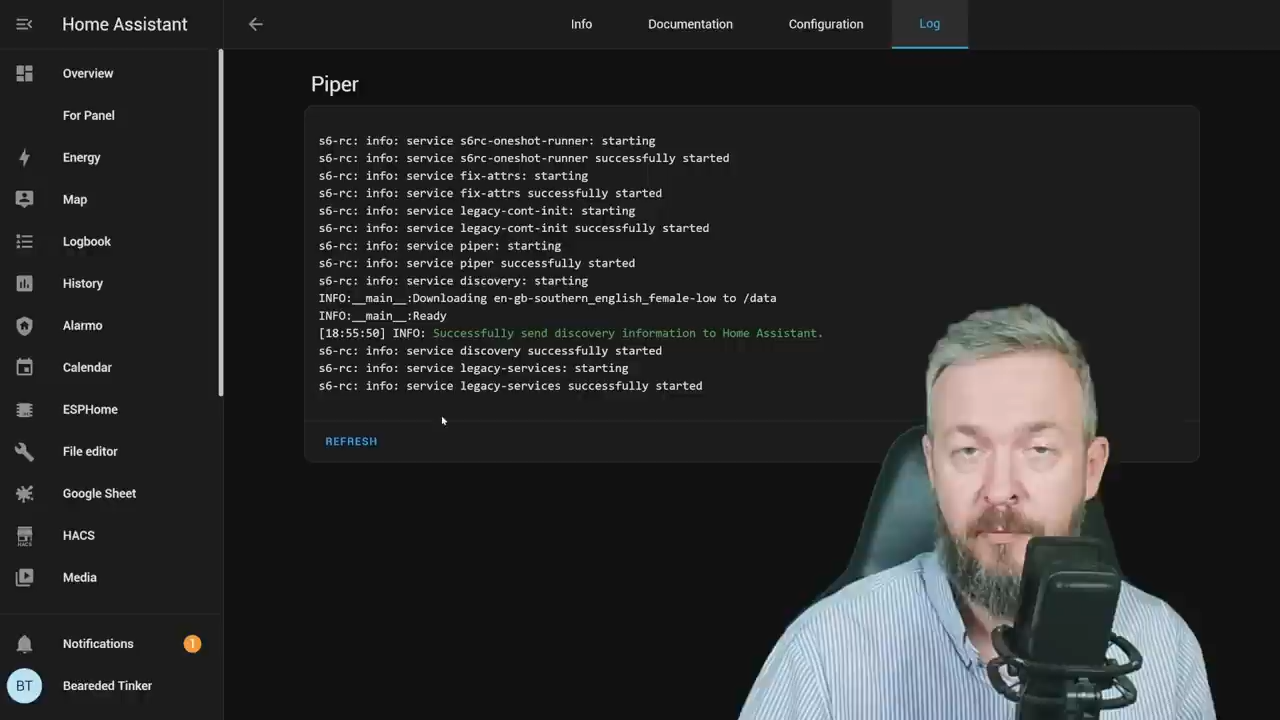 Home Assistant
Info
Documentation
Configuration
Log
Overview
For Panel
Energy
Map
Logbook
History
Alarmo
Calendar
ESPHome
File editor
Google Sheet
HACS
HACS
Media
Notifications
1
BT
Beareded Tinker
Piper
s6-rc: info: service s6rc-oneshot-runner: starting
s6-rc: info: service s6rc-oneshot-runner successfully started
s6-rc: info: service fix-attrs: starting
s6-rc: info: service fix-attrs successfully started
s6-rc: info: service legacy-cont-init: starting
s6-rc: info: service legacy-cont-init successfully started
s6-rc: info: service piper: starting
s6-rc: info: service piper successfully started
s6-rc: info: service discovery: starting
INFO:__main__:Downloading en-gb-southern_english_female-low to /data
INFO:__main__:Ready
[18:55:50] INFO: Successfully send discovery information to Home Assistant.
s6-rc: info: service discovery successfully started
s6-rc: info: service legacy-services: starting
s6-rc: info: service legacy-services successfully started
REFRESH